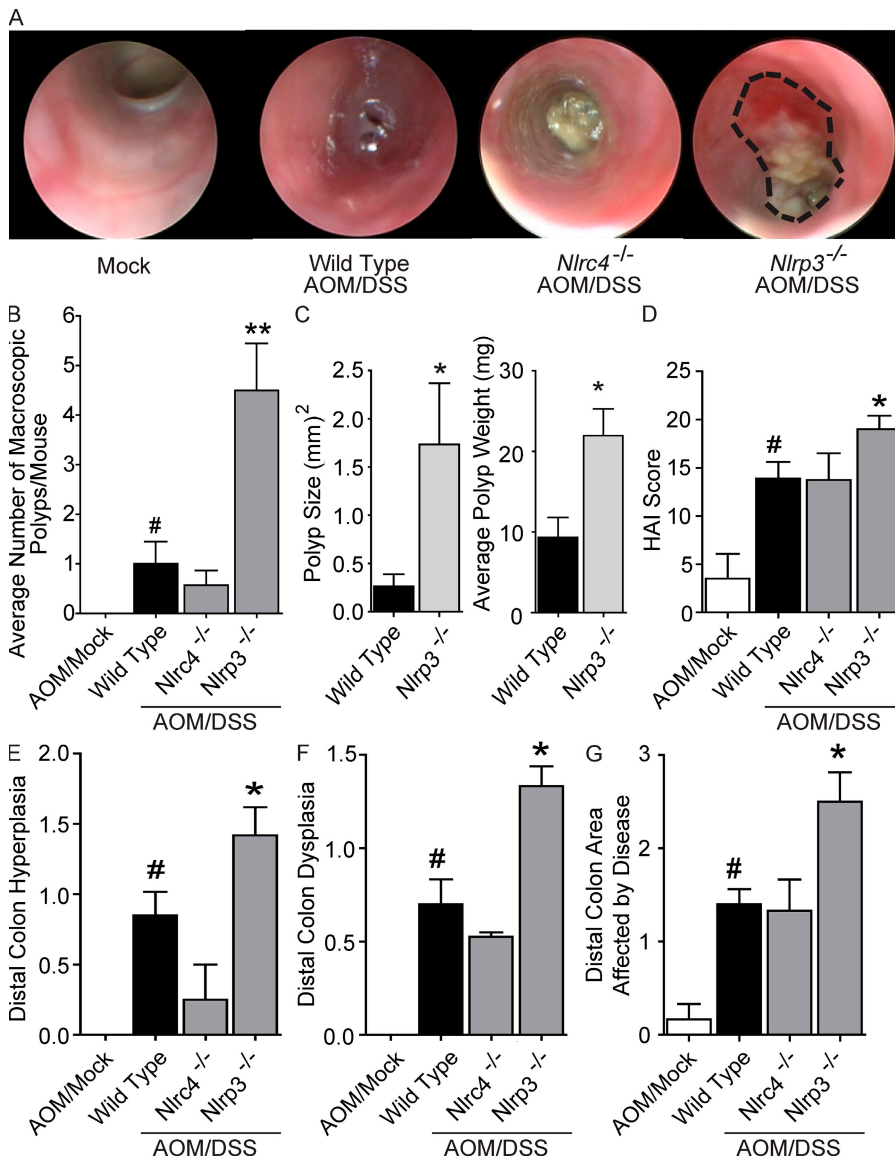 A
Mock
Wild Type
AOM/DSS
Nlrc4 -/-
AOM/DSS
Nlrp3 -/-
AOM/DSS
B
Average Number of Macroscopic
Polyps/Mouse
6
5
4
3
2
1
0
#
**
AOM/Mock
Wild Type
Nlrc4 -/-
Nlrp3 -/-
AOM/DSS
C
Polyp Size (mm)2
2.5
2.0
1.5
1.0
0.5
0.0
*
Wild Type
Nlrp3 -/-
Average Polyp Weight (mg)
30
20
10
0
*
Wild Type
Nlrp3 -/-
D
HAI Score
25
20
15
10
5
0
#
*
AOM/Mock
Wild Type
Nlrc4 -/-
Nlrp3 -/-
AOM/DSS
E
Distal Colon Hyperplasia
2.0
1.5
1.0
0.5
0.0
#
*
AOM/Mock
Wild Type
Nlrc4 -/-
Nlrp3 -/-
AOM/DSS
F
Distal Colon Dysplasia
1.5
1.0
0.5
0.0
#
*
AOM/Mock
Wild Type
Nlrc4 -/-
Nlrp3 -/-
AOM/DSS
G
Distal Colon Area
Affected by Disease
3
2
1
0
#
*
AOM/Mock
Wild Type
Nlrc4 -/-
Nlrp3 -/-
AOM/DSS